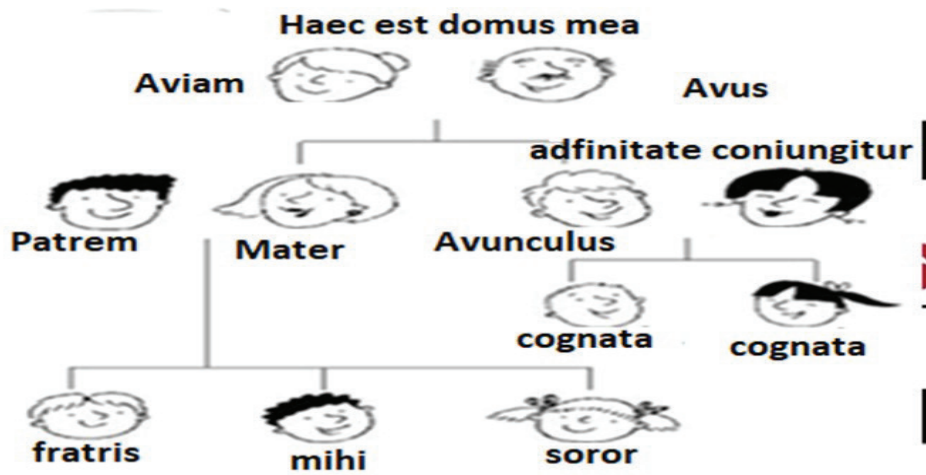 Haec est domus mea
Aviam
Avus
adfinitate coniungitur
Patrem
Mater
Avunculus
cognata
cognata
fratris
mihi
soror